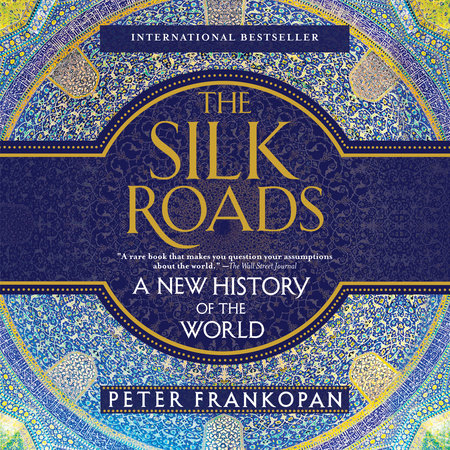 INTERNATIONAL BESTSELLER
THE
SILK
ROADS
"A rare book that makes you question your assumptions
about the world." —The Wall Street Journal
A NEW HISTORY
OF THE
WORLD
PETER FRANKOPAN